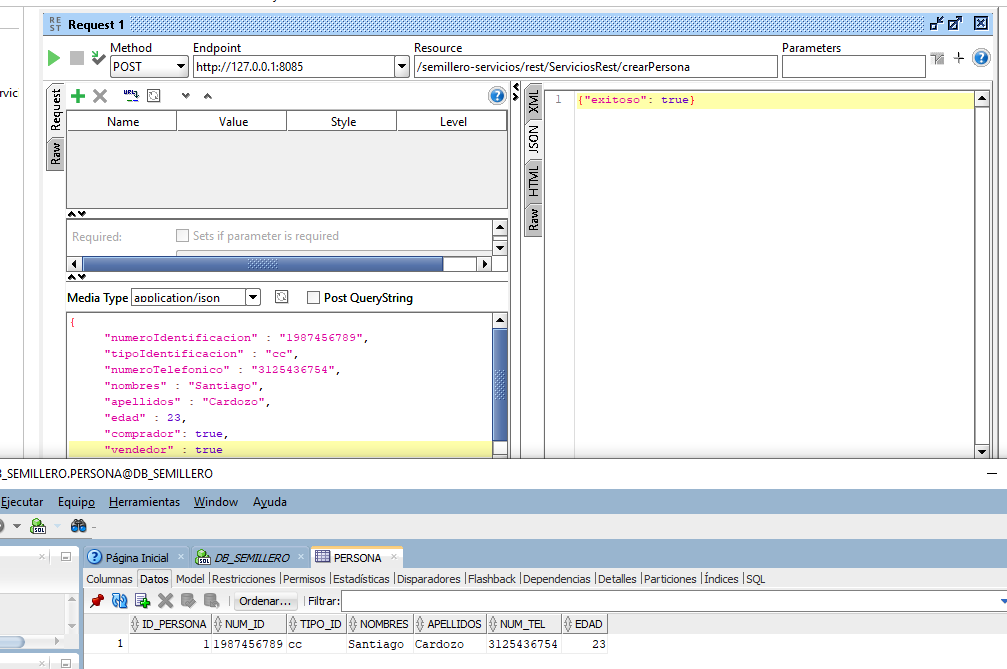 RE
ST
Request 1
Method
Endpoint
Resource
Parameters
POST
http://127.0.0.1:8085
/semillero-servicios/rest/ServiciosRest/crearPersona
rvic
Request
Raw
Name
Value
Style
Level
Required:
Sets if parameter is required
Media Type
application/json
Post QueryString
{
"numeroIdentificacion" : "1987456789",
"tipoIdentificacion" : "cc",
"numeroTelefonico" : "3125436754",
"nombres" : "Santiago",
"apellidos" : "Cardozo",
"edad" : 23,
"comprador": true,
"vendedor" : true
XML
JSON
HTML
Raw
1
{"exitoso": true}
B_SEMILLERO.PERSONA@DB_SEMILLERO
Ejecutar
Equipo
Herramientas
Window
Ayuda
Página Inicial
DB_SEMILLERO
PERSONA
Columnas
Datos
Model
Restricciones
Permisos
Estadísticas
Disparadores
Flashback
Dependencias
Detalles
Particiones
Índices
SQL
Ordenar...
Filtrar:
ID_PERSONA
NUM_ID
TIPO_ID
NOMBRES
APELLIDOS
NUM_TEL
EDAD
1
1
1987456789
cc
Santiago
Cardozo
3125436754
23